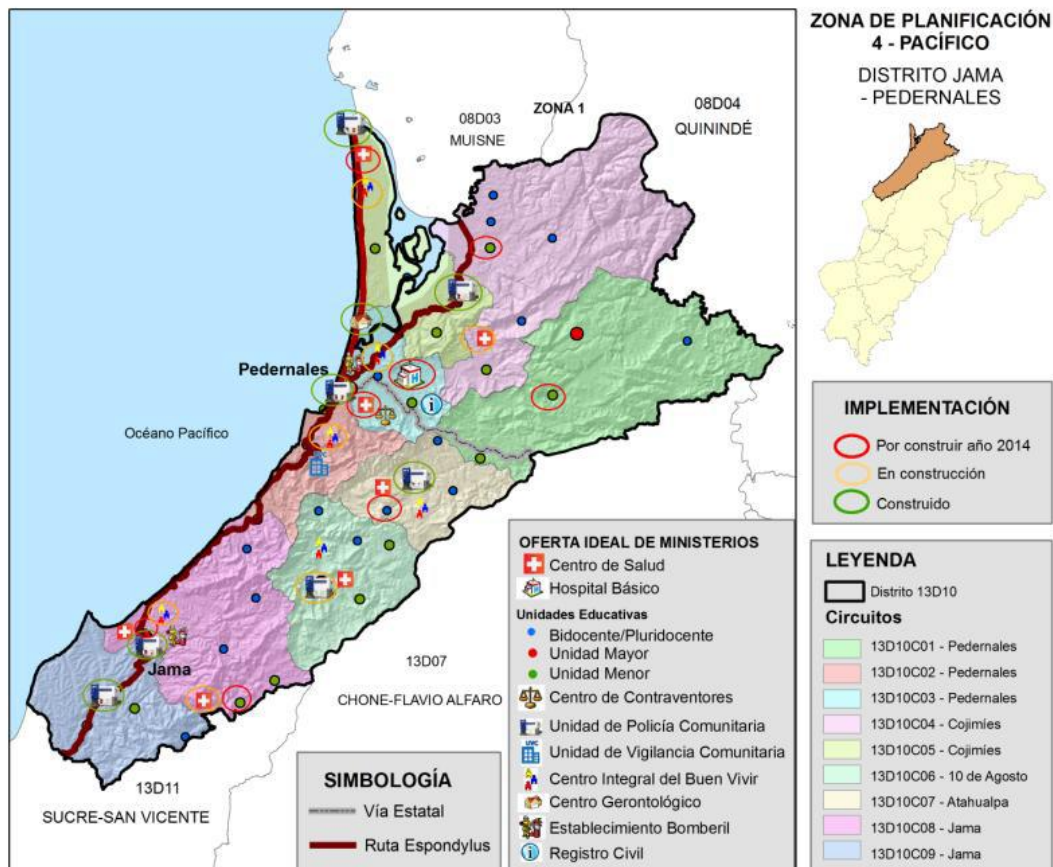 ZONA DE PLANIFICACIÓN
4 - PACÍFICO
DISTRITO JAMA
- PEDERNALES
08D04
QUININDÉ
ZONA 1
08D03
MUISNE
Pedernales
Océano Pacífico
Jama
13D07
CHONE-FLAVIO ALFARO
13D11
SUCRE-SAN VICENTE
SIMBOLOGÍA
Vía Estatal
Ruta Espondylus
OFERTA IDEAL DE MINISTERIOS
Centro de Salud
Hospital Básico
Unidades Educativas
Bidocente/Pluridocente
Unidad Mayor
Unidad Menor
Centro de Contraventores
Unidad de Policía Comunitaria
UVC
Unidad de Vigilancia Comunitaria
Centro Integral del Buen Vivir
Centro Gerontológico
Establecimiento Bomberil
Registro Civil
IMPLEMENTACIÓN
Por construir año 2014
En construcción
Construido
LEYENDA
Distrito 13D10
Circuitos
13D10C01 - Pedernales
13D10C02 - Pedernales
13D10C03 - Pedernales
13D10C04 - Cojimíes
13D10C05 - Cojimíes
13D10C06 - 10 de Agosto
13D10C07 - Atahualpa
13D10C08 - Jama
13D10C09 - Jama